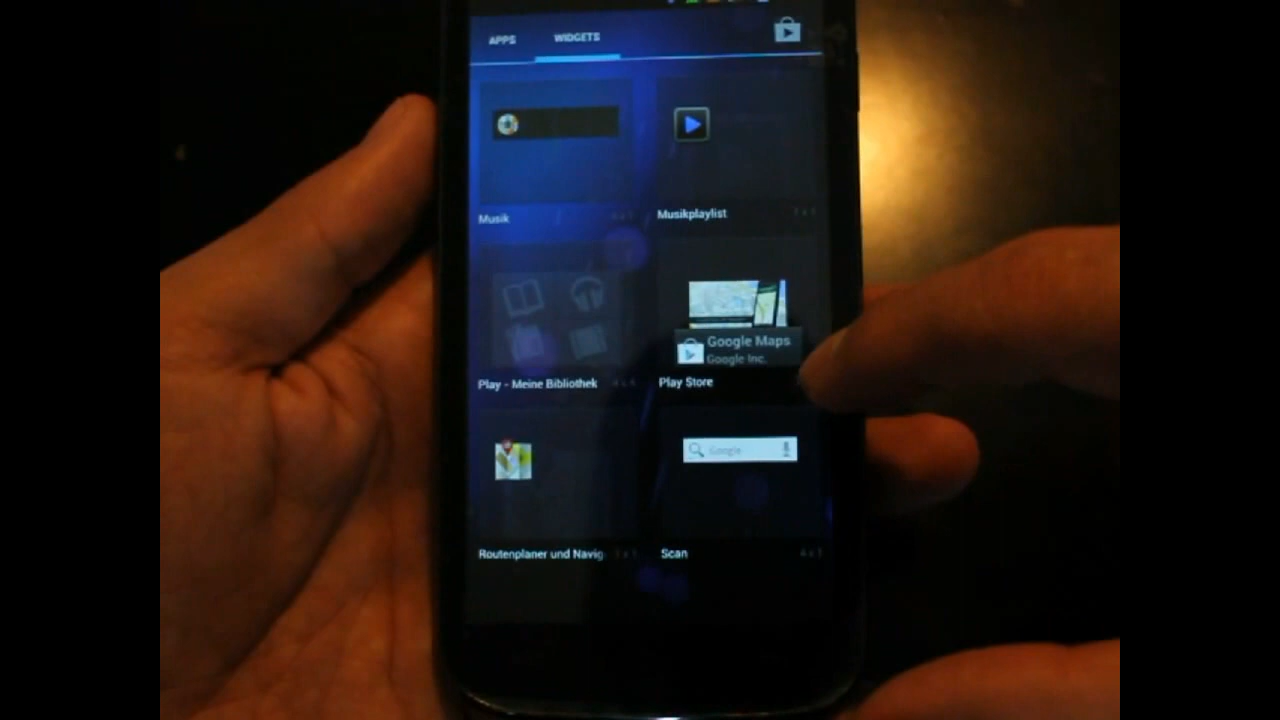 APPS WIDGETS
Musik
Musikplaylist
Google Maps
Google Inc.
Play - Meine Bibliothek
Play Store
Google
Routenplaner und Navig
Scan